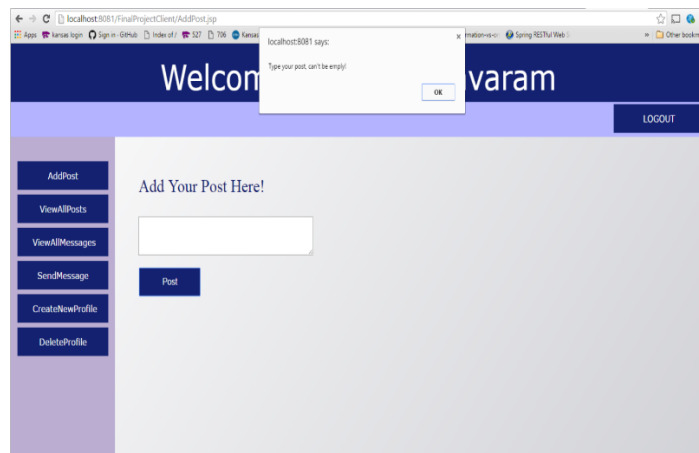 localhost:8081/FinalProjectClient/AddPost.jsp
Apps kansas login Sign in · GitHub Index of / 527 706 Kansas
Spring RESTful Web S
» Other bookm
localhost:8081 says:
x
Type your post, can't be empty!
OK
Welcom
varam
LOGOUT
AddPost
ViewAllPosts
ViewAllMessages
SendMessage
CreateNewProfile
DeleteProfile
Add Your Post Here!
Post